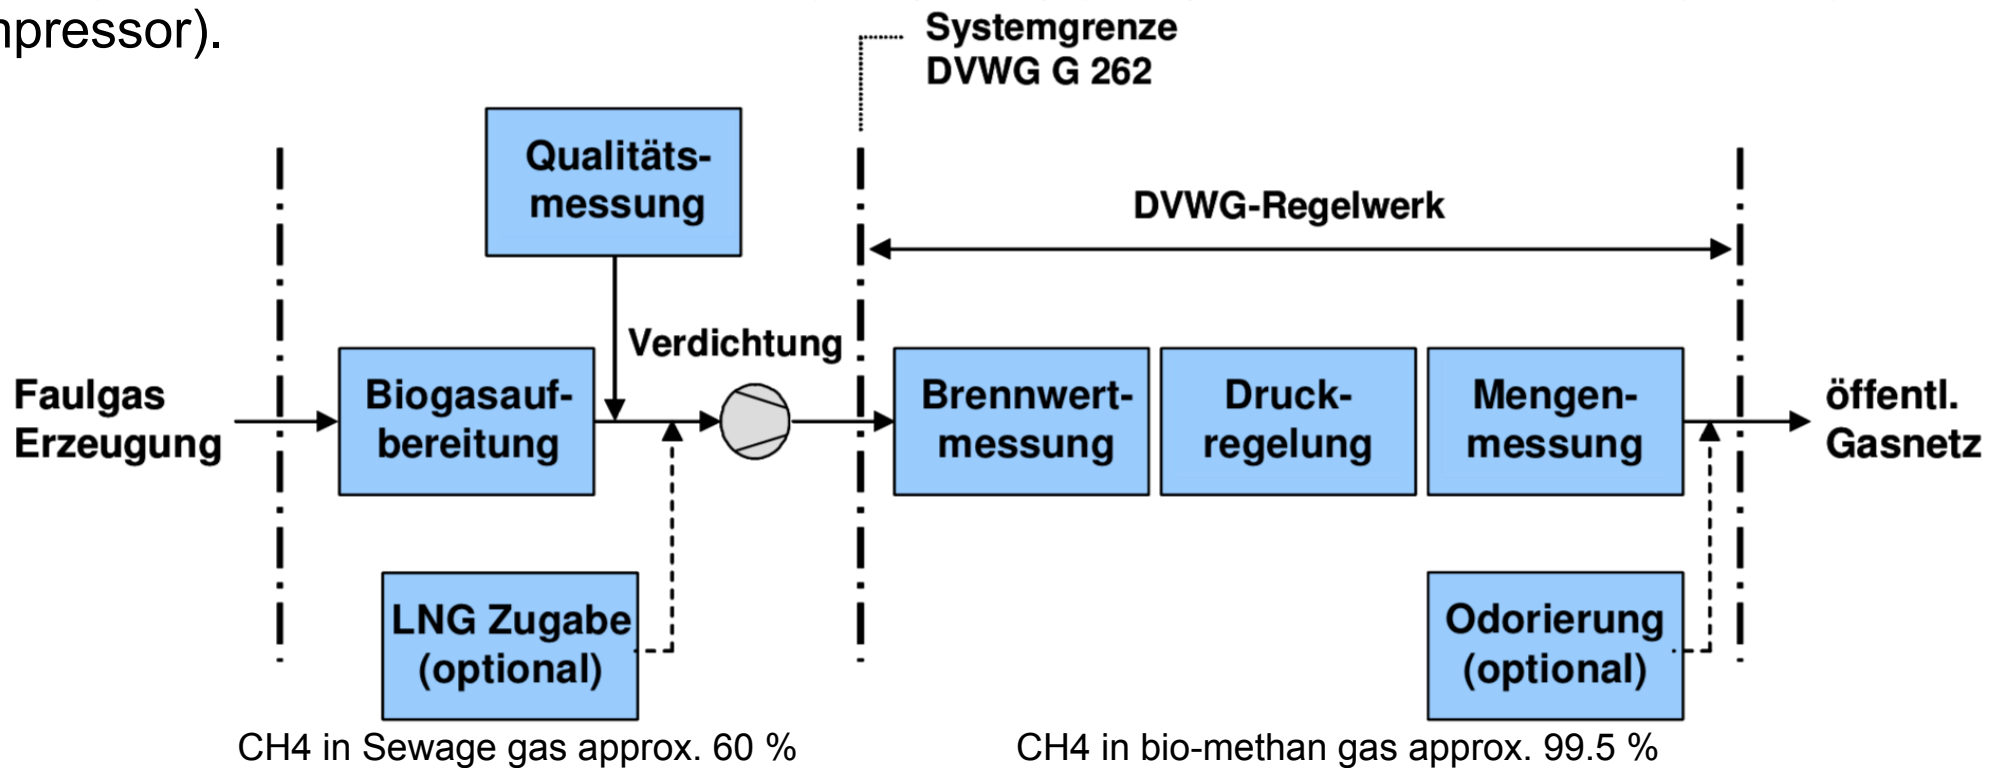 mpressor).
Systemgrenze
DVWG G 262
Qualitäts-
messung
DVWG-Regelwerk
Verdichtung
Faulgas
Erzeugung
Biogasauf-
bereitung
Brennwert-
messung
Druck-
regelung
Mengen-
messung
öffentl.
Gasnetz
LNG Zugabe
(optional)
Odorierung
(optional)
CH4 in Sewage gas approx. 60 %
CH4 in bio-methan gas approx. 99.5 %